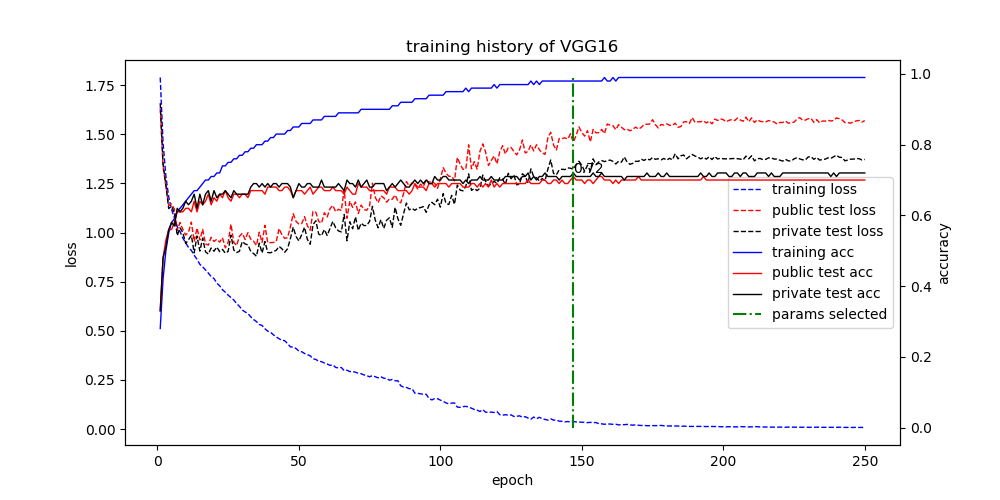 training history of VGG16
loss
1.75
1.50
1.25
1.00
0.75
0.50
0.25
0.00
0
50
100
150
200
250
epoch
1.0
0.8
0.6
0.4
0.2
0.0
accuracy
0.72
training loss
public test loss
private test loss
training acc
public test acc
private test acc
params selected